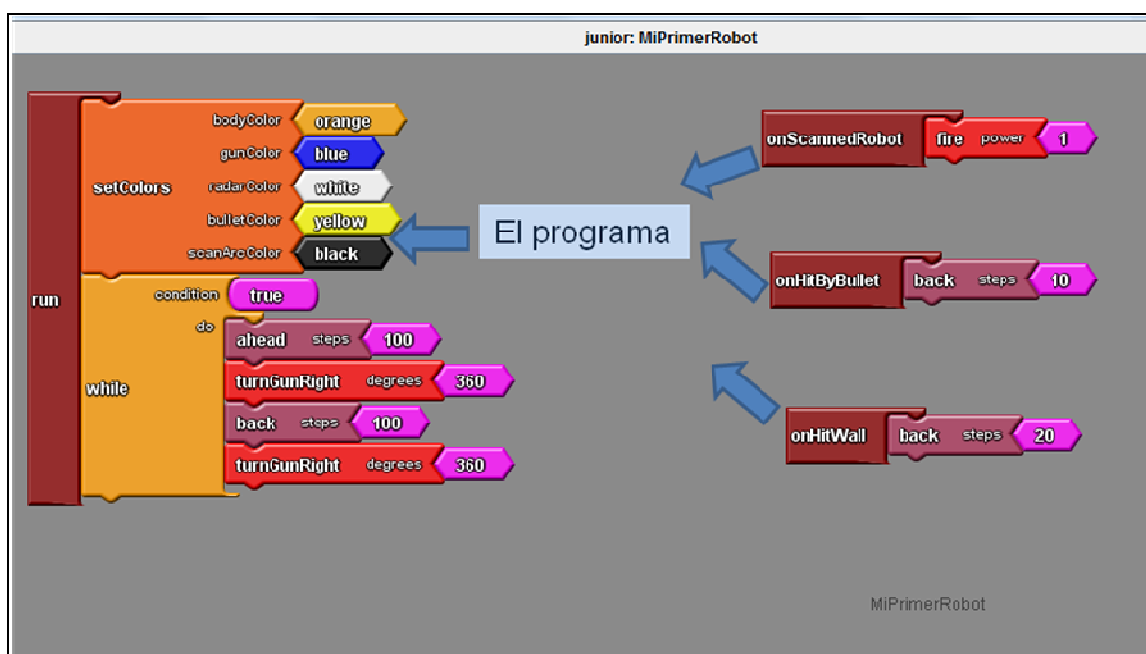 junior: MiPrimerRobot
run
setColors
bodyColor orange
gunColor blue
radarColor white
bulletColor yellow
scanArcColor black
while
condition true
do
ahead steps 100
turnGunRight degrees 360
back steps 100
turnGunRight degrees 360
El programa
onScannedRobot fire power 1
onHitByBullet back steps 10
onHitWall back steps 20
MiPrimerRobot